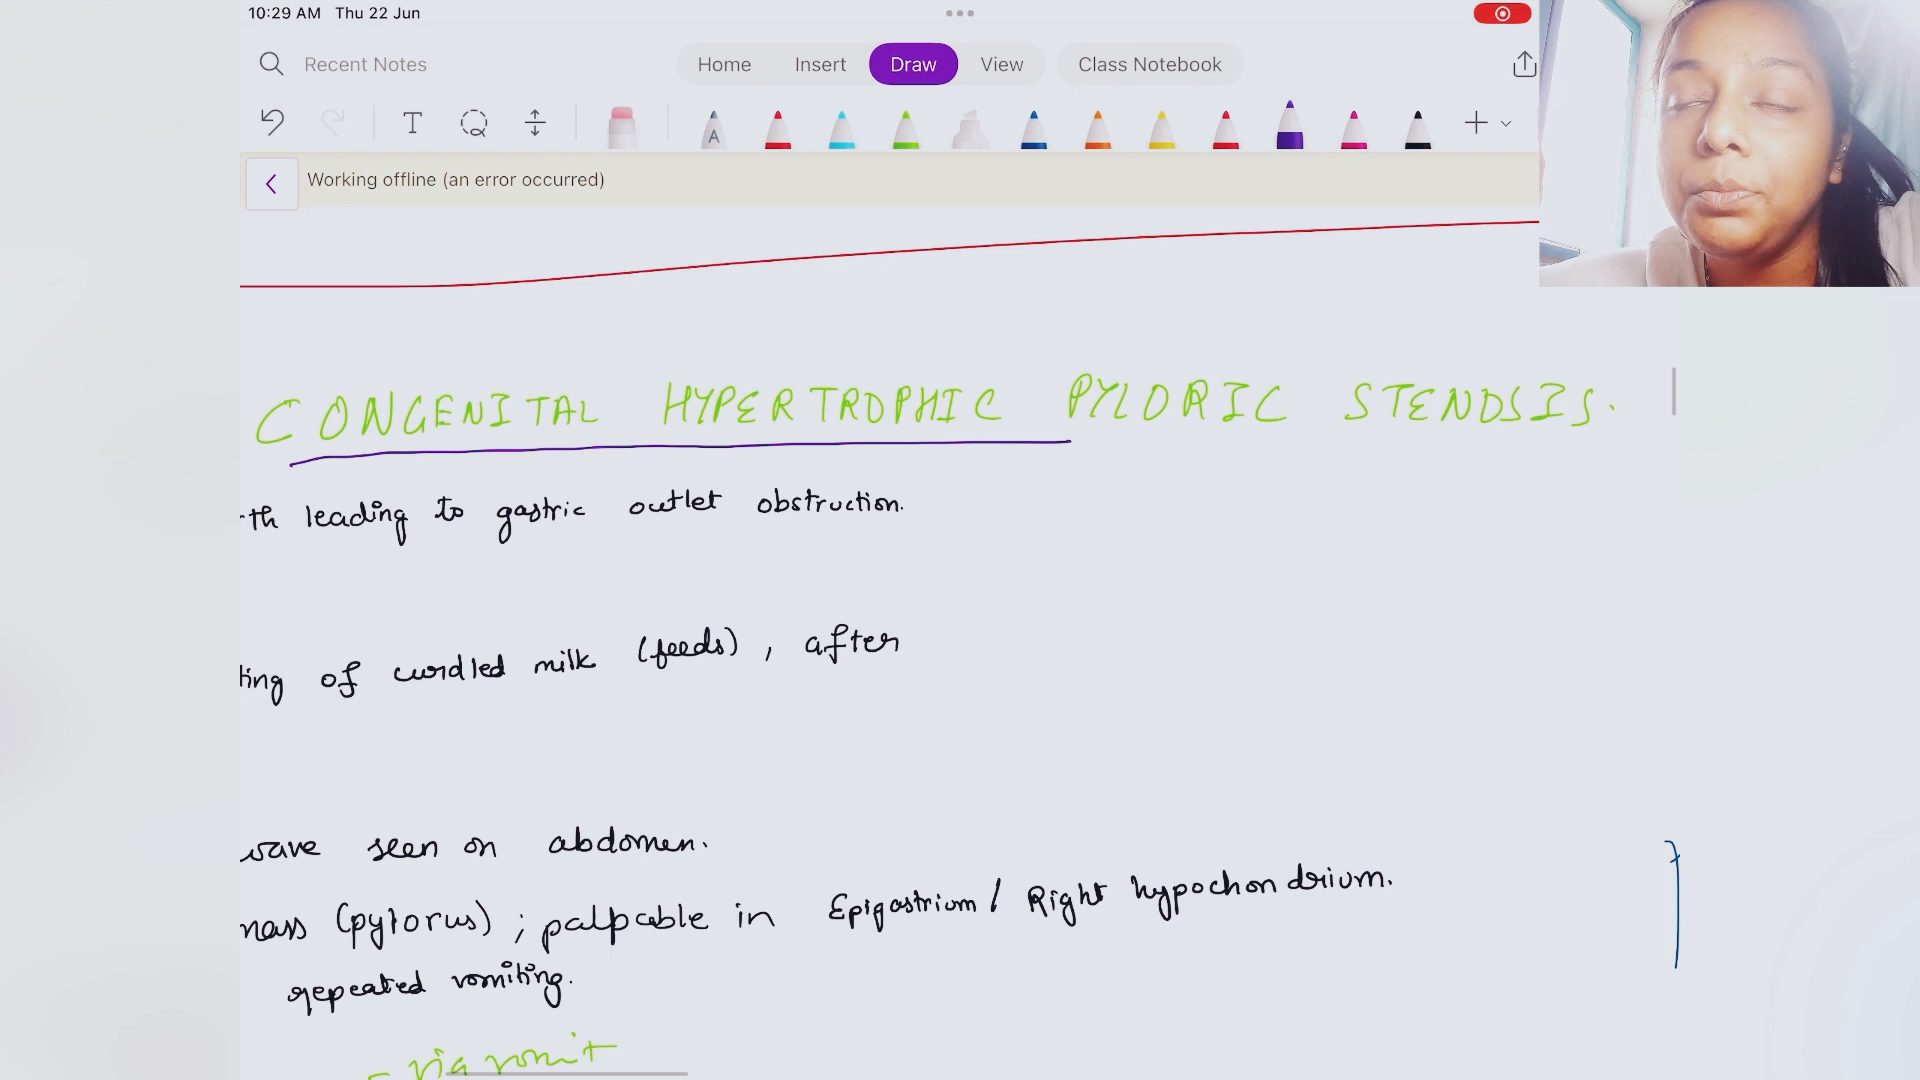 10:29 AM Thu 22 Jun
Recent Notes
Home Insert Draw View Class Notebook
T A
Working offline (an error occurred)
CONGENITAL HYPERTROPHIC PYLORIC STENOSIS.
th leading to gastric outlet obstruction.
ting of curdled milk (feeds), after
wave seen on abdomen.
mass (pylorus); palpable in Epigastrium / Right hypochondrium.
repeated vomiting.
- via vomit